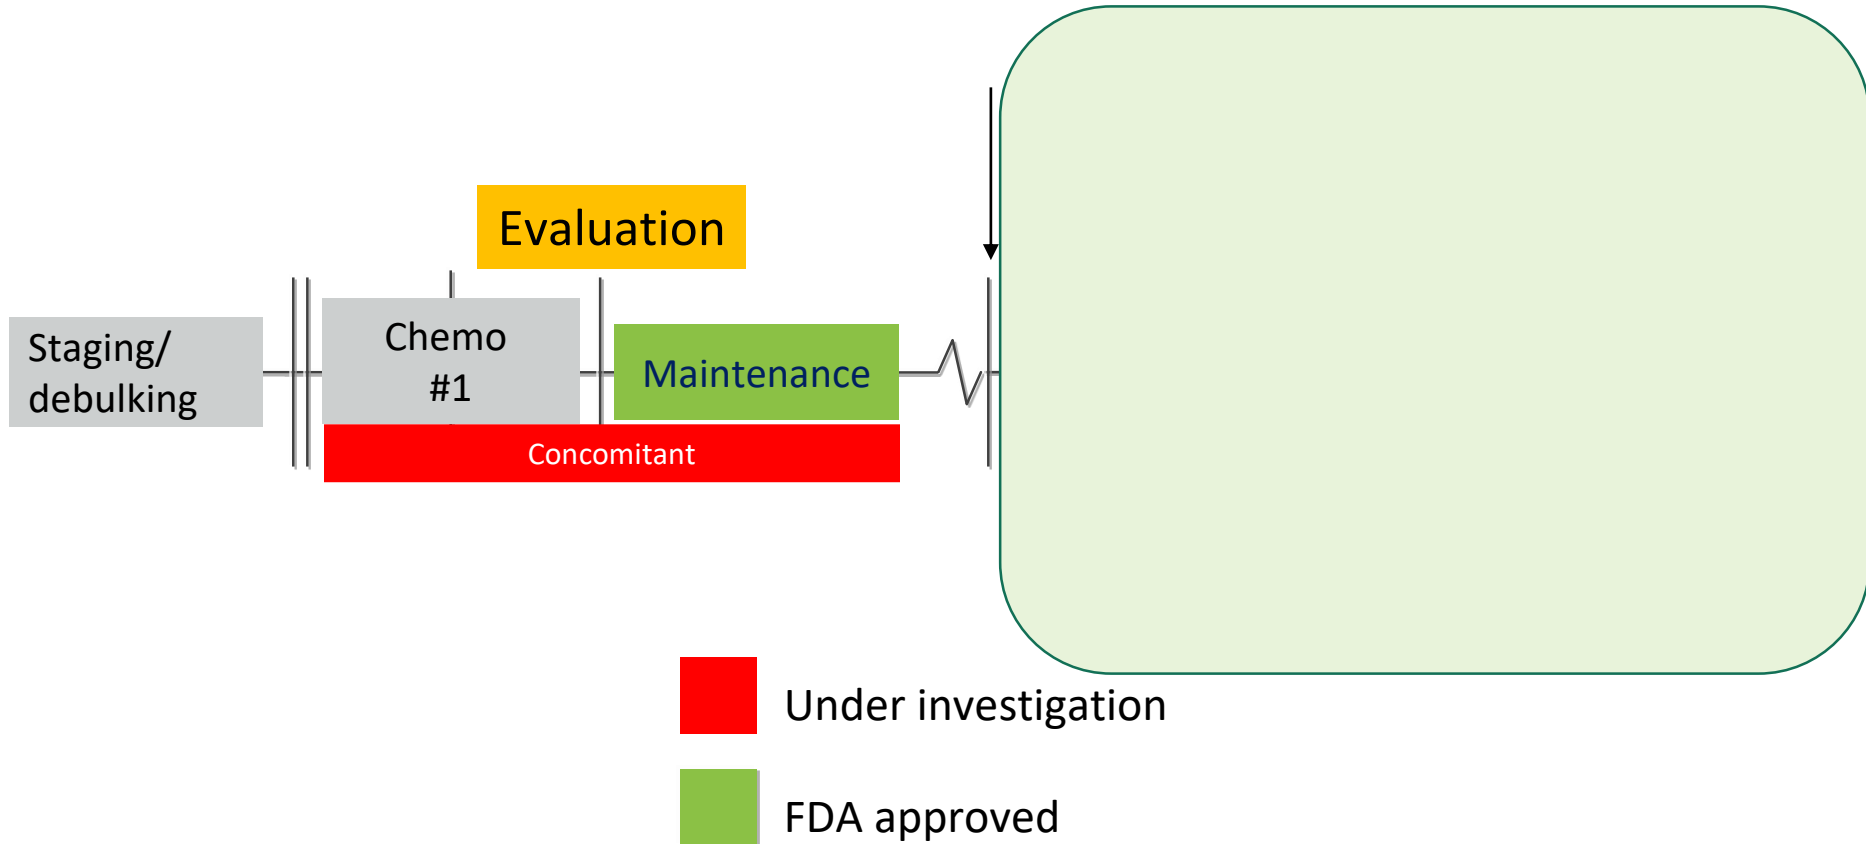 Evaluation
Staging/
debulking
Chemo
#1
Maintenance
Concomitant
Under investigation
FDA approved